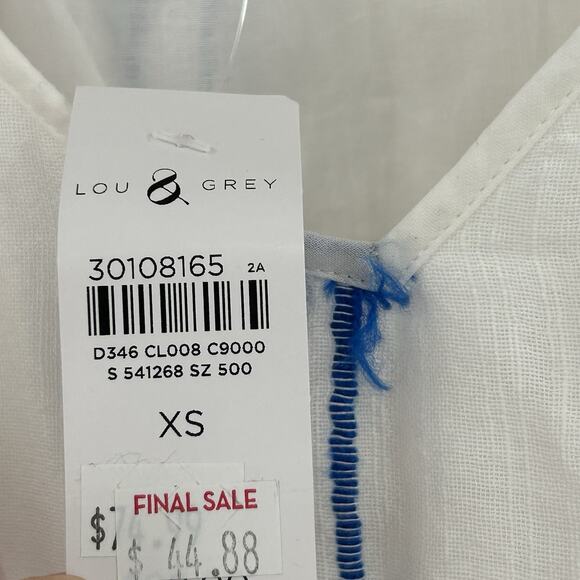 LOU & GREY
30108165 2A
D346 CL008 C9000
S 541268 SZ 500
XS
FINAL SALE
$ 44.88